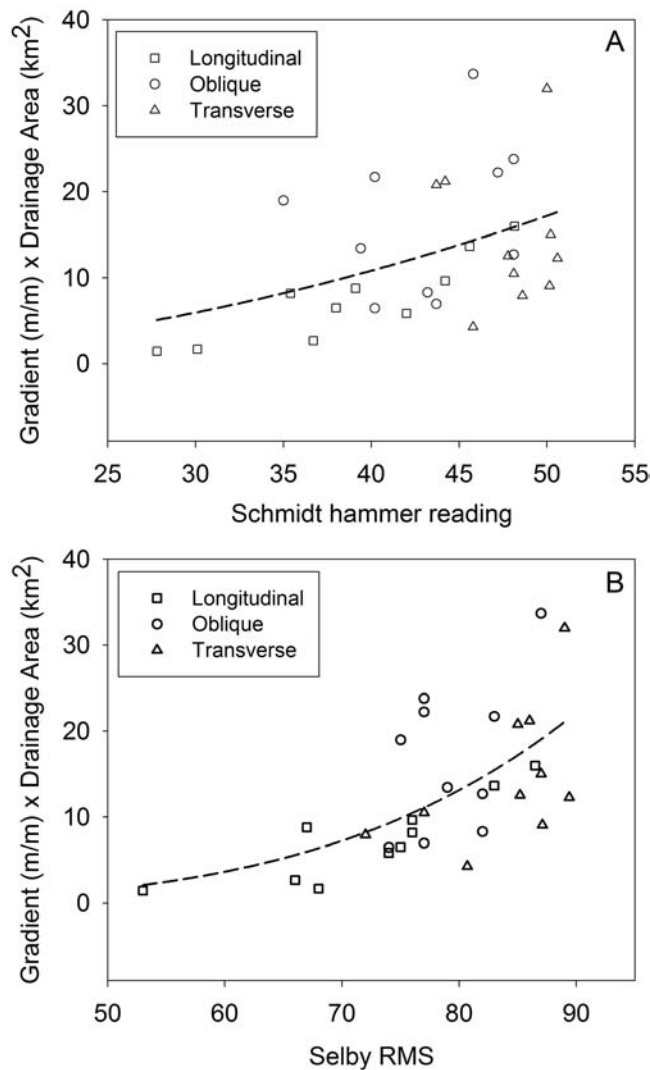 A
Longitudinal
Oblique
Transverse
Gradient (m/m) x Drainage Area (km²)
40
30
20
10
0
25 30 35 40 45 50 55
Schmidt hammer reading
B
Longitudinal
Oblique
Transverse
Gradient (m/m) x Drainage Area (km²)
40
30
20
10
0
50 60 70 80 90
Selby RMS